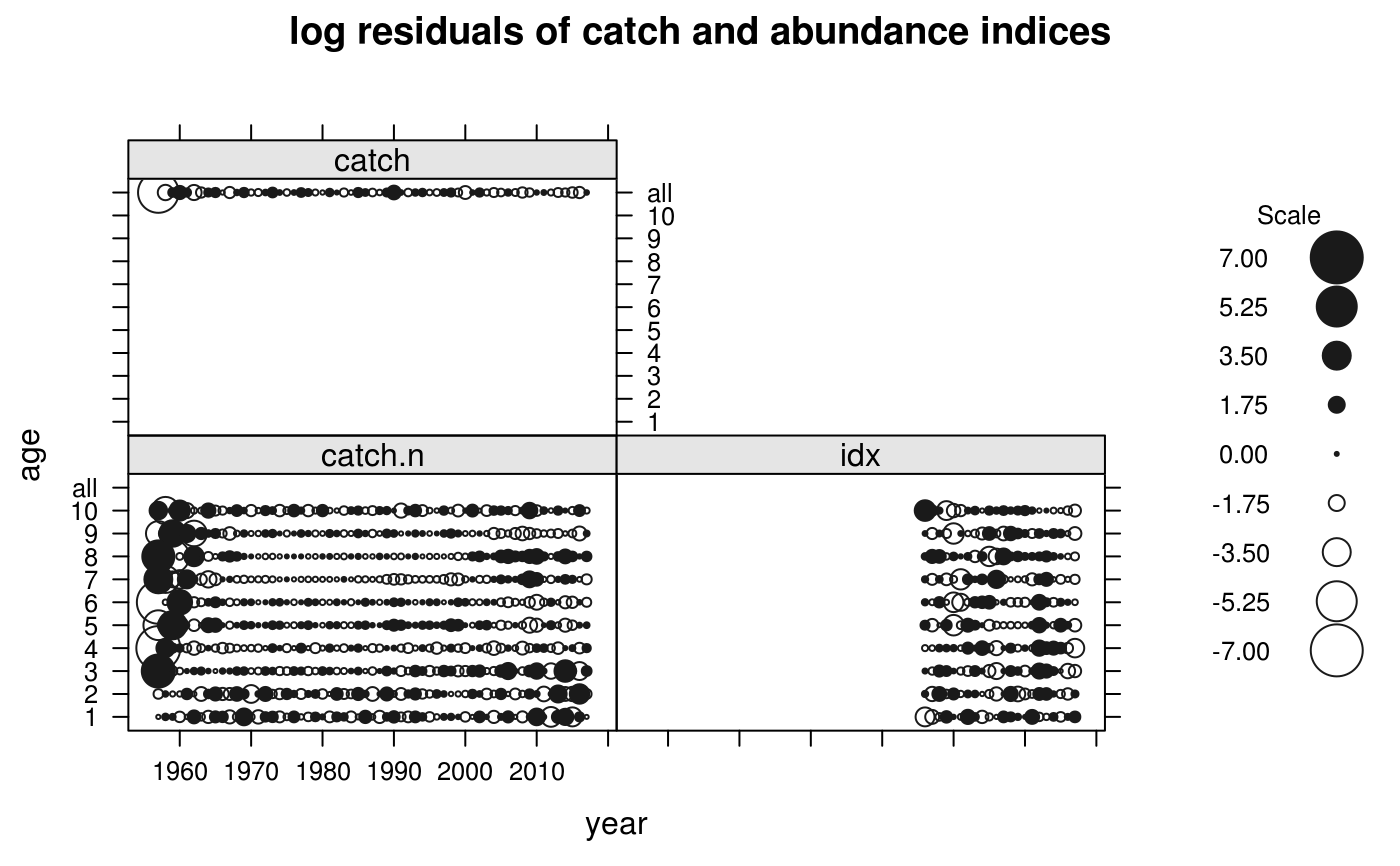 log residuals of catch and abundance indices
catch
all
10
9
8
7
6
5
4
3
2
1
catch.n
idx
all
10
9
8
7
6
5
4
3
2
1
1960 1970 1980 1990 2000 2010
year
age
Scale
7.00
5.25
3.50
1.75
0.00
-1.75
-3.50
-5.25
-7.00